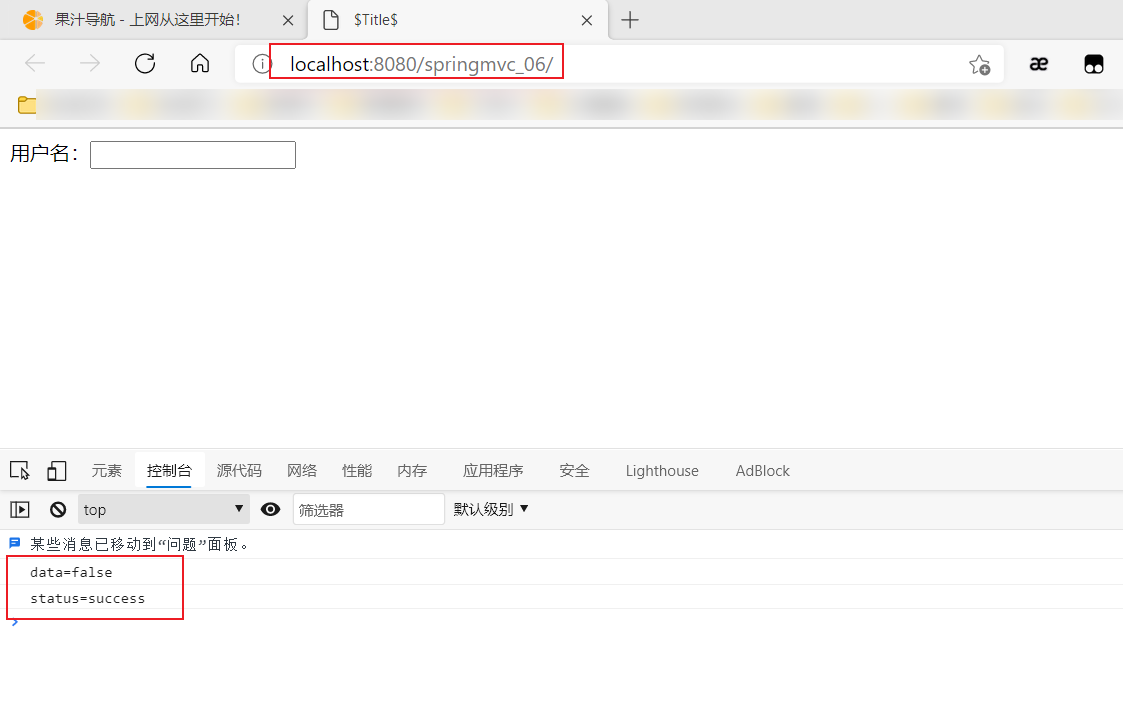 果汁导航 - 上网从这里开始!
$Title$
localhost:8080/springmvc_06/
用户名：
元素 控制台 源代码 网络 性能 内存 应用程序 安全 Lighthouse AdBlock
top 筛选器 默认级别
某些消息已移动到“问题”面板。
data=false
status=success